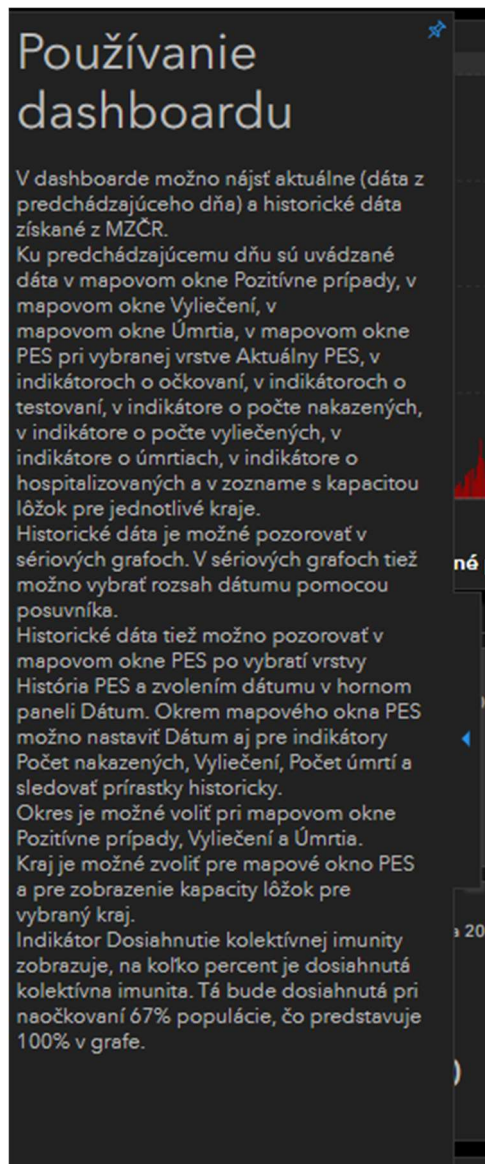 Používanie
dashboardu
V dashboarde možno nájsť aktuálne (dáta z
predchádzajúceho dňa) a historické dáta
získané z MZČR.
Ku predchádzajúcemu dňu sú uvádzané
dáta v mapovom okne Pozitívne prípady, v
mapovom okne Vyliečení, v
mapovom okne Úmrtia, v mapovom okne
PES pri vybranej vrstve Aktuálny PES, v
indikátoroch o očkovaní, v indikátoroch o
testovaní, v indikátore o počte nakazených,
v indikátore o počte vyliečených, v
indikátore o úmrtiach, v indikátore o
hospitalizovaných a v zozname s kapacitou
lôžok pre jednotlivé kraje.
Historické dáta je možné pozorovať v
sériových grafoch. V sériových grafoch tiež
možno vybrať rozsah dátumu pomocou
posuvníka.
Historické dáta tiež možno pozorovať v
mapovom okne PES po vybratí vrstvy
História PES a zvolením dátumu v hornom
paneli Dátum. Okrem mapového okna PES
možno nastaviť Dátum aj pre indikátory
Počet nakazených, Vyliečení, Počet úmrtí a
sledovať prírastky historicky.
Okres je možné voliť pri mapovom okne
Pozitívne prípady, Vyliečení a Úmrtia.
Kraj je možné zvoliť pre mapové okno PES
a pre zobrazenie kapacity lôžok pre
vybraný kraj.
Indikátor Dosiahnutie kolektívnej imunity
zobrazuje, na koľko percent je dosiahnutá
kolektívna imunita. Tá bude dosiahnutá pri
naočkovaní 67% populácie, čo predstavuje
100% v grafe.
né
a 20